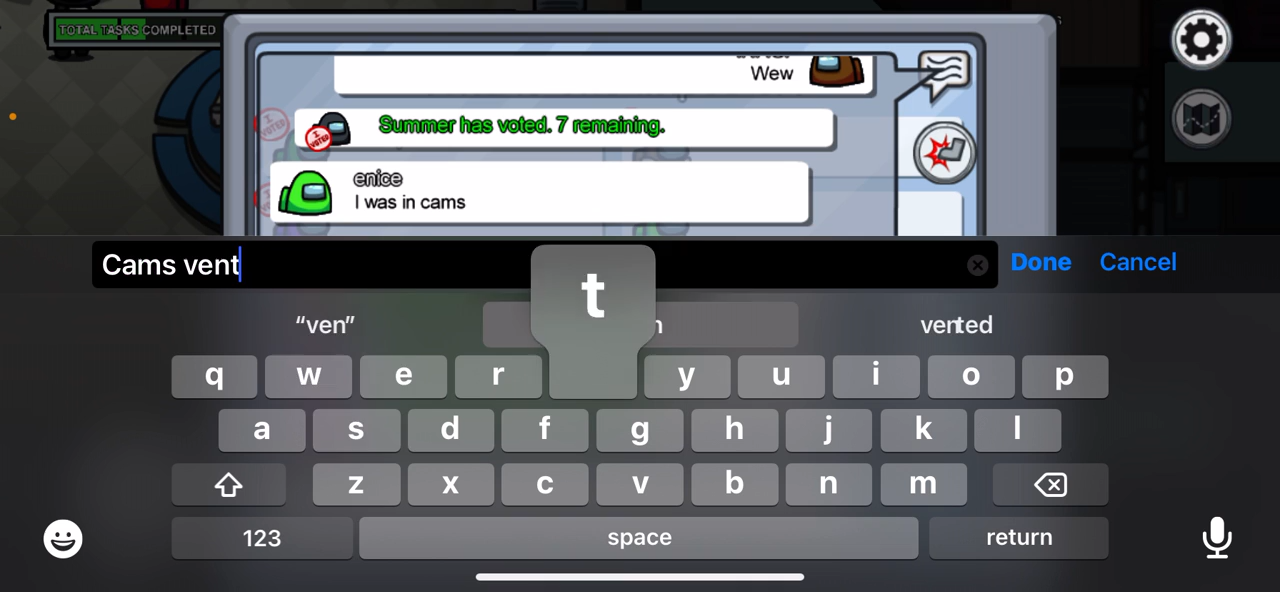 TOTAL TASKS COMPLETED
Wew
I VOTED
Summer has voted. 7 remaining.
enice
I was in cams
Cams vent
Done
Cancel
t
“ven”
vented
q w e r y u i o p
a s d f g h j k l
z x c v b n m
123
space
return